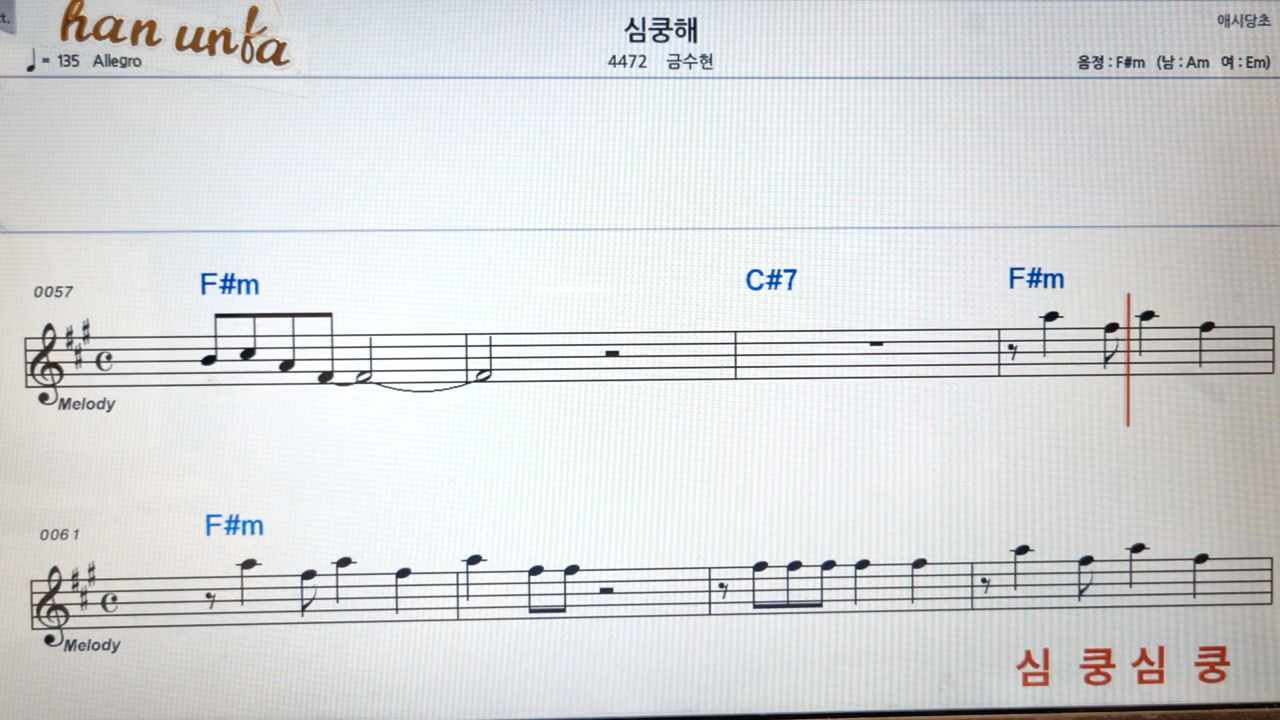 t.
han unfa
심쿵해
애시당초
♩= 135 Allegro
4472 금수현
음정 : F#m (남 : Am 여 : Em)
0057
F#m
C#7
F#m
Melody
0061
F#m
Melody
심 쿵 심 쿵